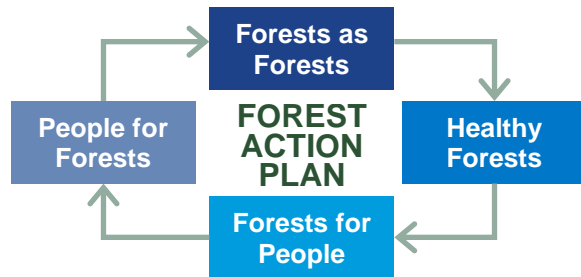 Forests as
Forests
People for
Forests
FOREST
ACTION
PLAN
Healthy
Forests
Forests for
People